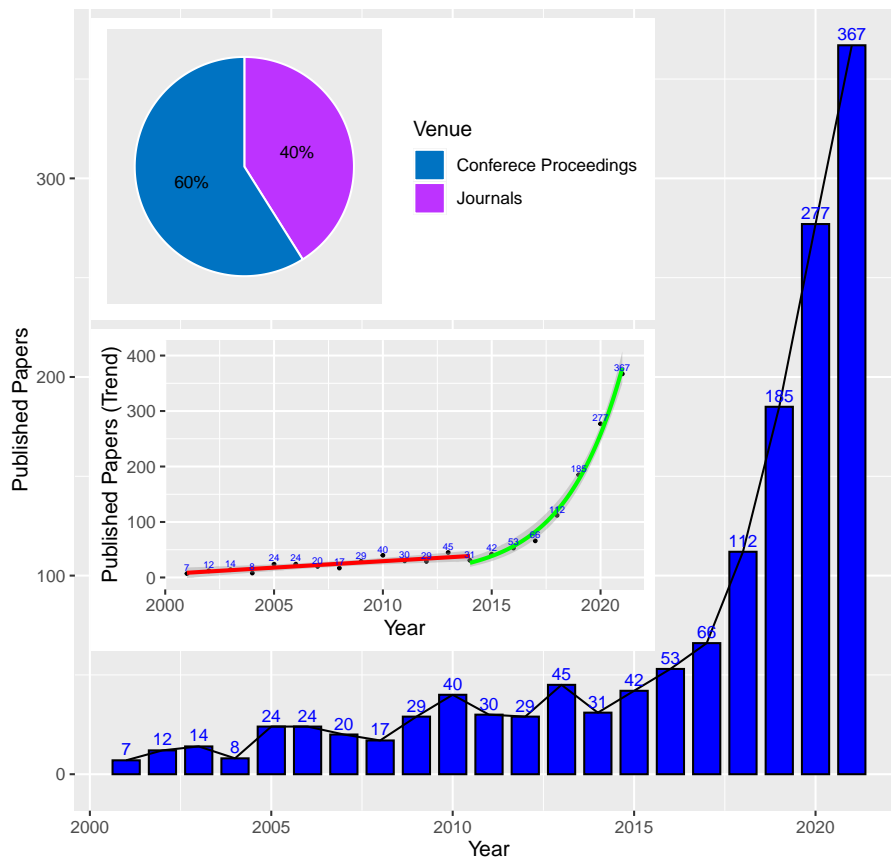 60%
40%
Venue
Conferece Proceedings
Journals
Published Papers (Trend)
400
300
200
100
0
7 12 14 8 24 24 20 17 29 40 30 29 45 31 42 53 66 112 185 277 367
2000 2005 2010 2015 2020
Year
Published Papers
300
200
100
0
7 12 14 8 24 24 20 17 29 40 30 29 45 31 42 53 66 112 185 277 367
2000 2005 2010 2015 2020
Year